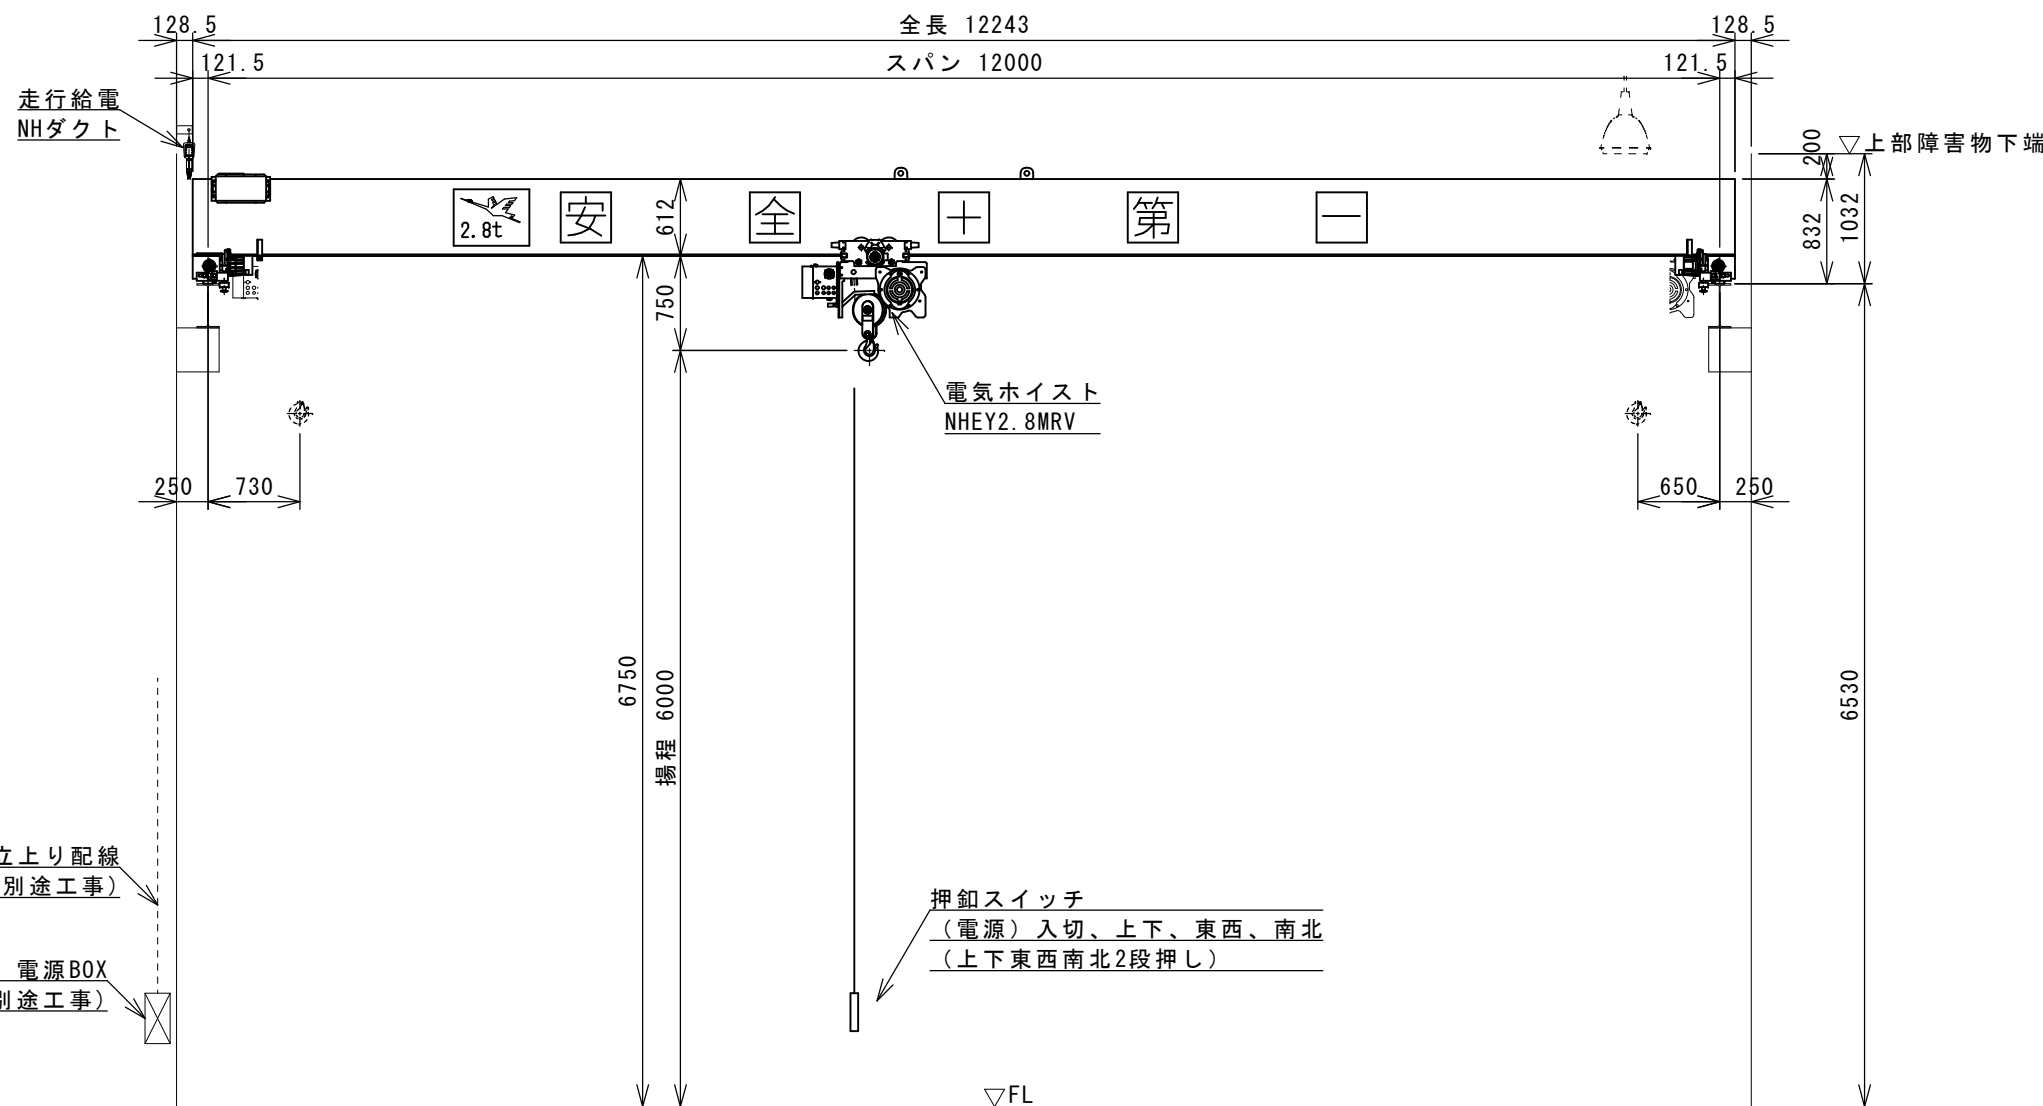 128.5
全長 12243
128.5
121.5
スパン 12000
121.5
走行給電
NHダクト
200
上部障害物下端
2.8t
安
全
十
第
一
612
832
1032
750
電気ホイスト
NHEY2.8MRV
250
730
650
250
6750
揚程 6000
6530
立上り配線
別途工事)
押釦スイッチ
(電源)入切、上下、東西、南北
(上下東西南北2段押し)
電源BOX
別途工事)
FL